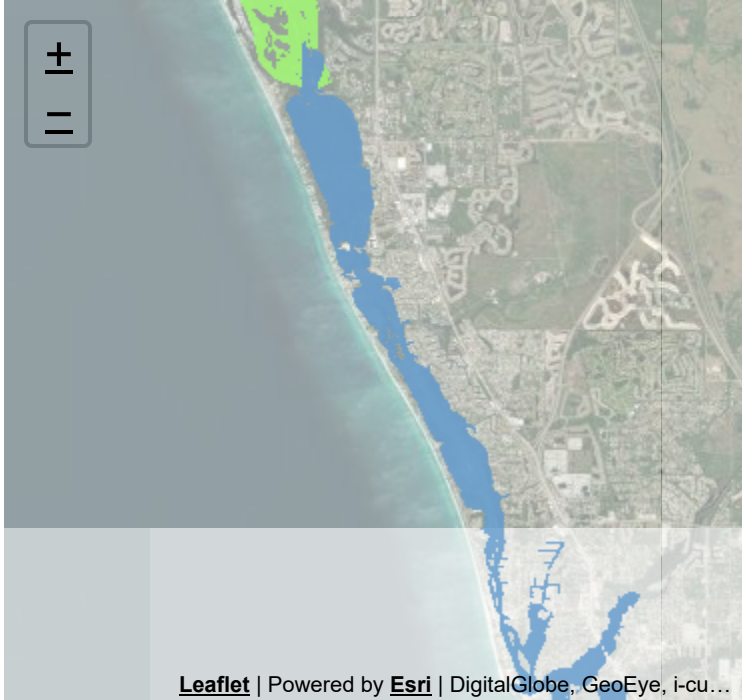 +
−
Leaflet | Powered by Esri | DigitalGlobe, GeoEye, i-cu…